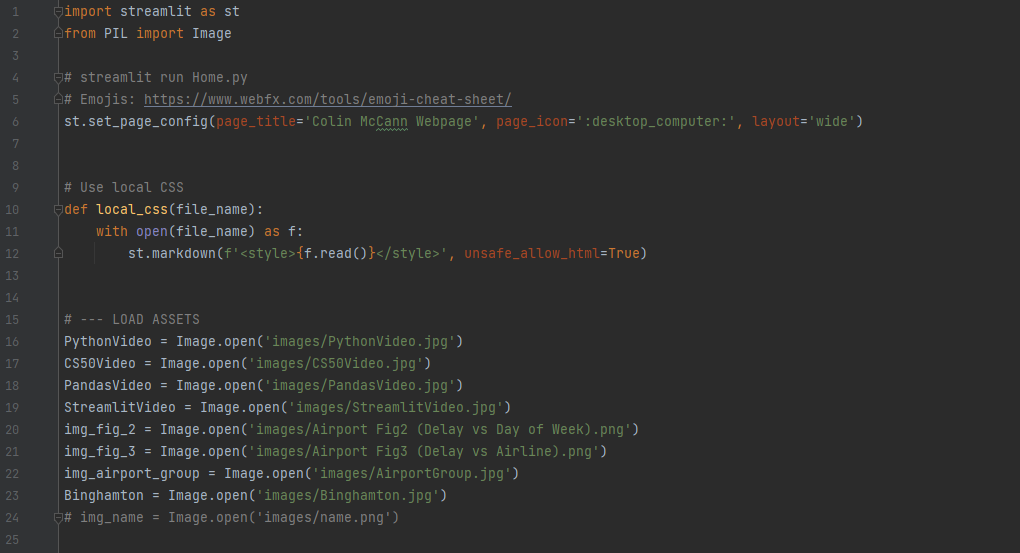 1 import streamlit as st
2 from PIL import Image
3
4 # streamlit run Home.py
5 # Emojis: https://www.webfx.com/tools/emoji-cheat-sheet/
6 st.set_page_config(page_title='Colin McCann Webpage', page_icon=':desktop_computer:', layout='wide')
7
8
9 # Use local CSS
10 def local_css(file_name):
11     with open(file_name) as f:
12         st.markdown(f'<style>{f.read()}</style>', unsafe_allow_html=True)
13
14
15 # --- LOAD ASSETS
16 PythonVideo = Image.open('images/PythonVideo.jpg')
17 CS50Video = Image.open('images/CS50Video.jpg')
18 PandasVideo = Image.open('images/PandasVideo.jpg')
19 StreamlitVideo = Image.open('images/StreamlitVideo.jpg')
20 img_fig_2 = Image.open('images/Airport Fig2 (Delay vs Day of Week).png')
21 img_fig_3 = Image.open('images/Airport Fig3 (Delay vs Airline).png')
22 img_airport_group = Image.open('images/AirportGroup.jpg')
23 Binghamton = Image.open('images/Binghamton.jpg')
24 # img_name = Image.open('images/name.png')
25